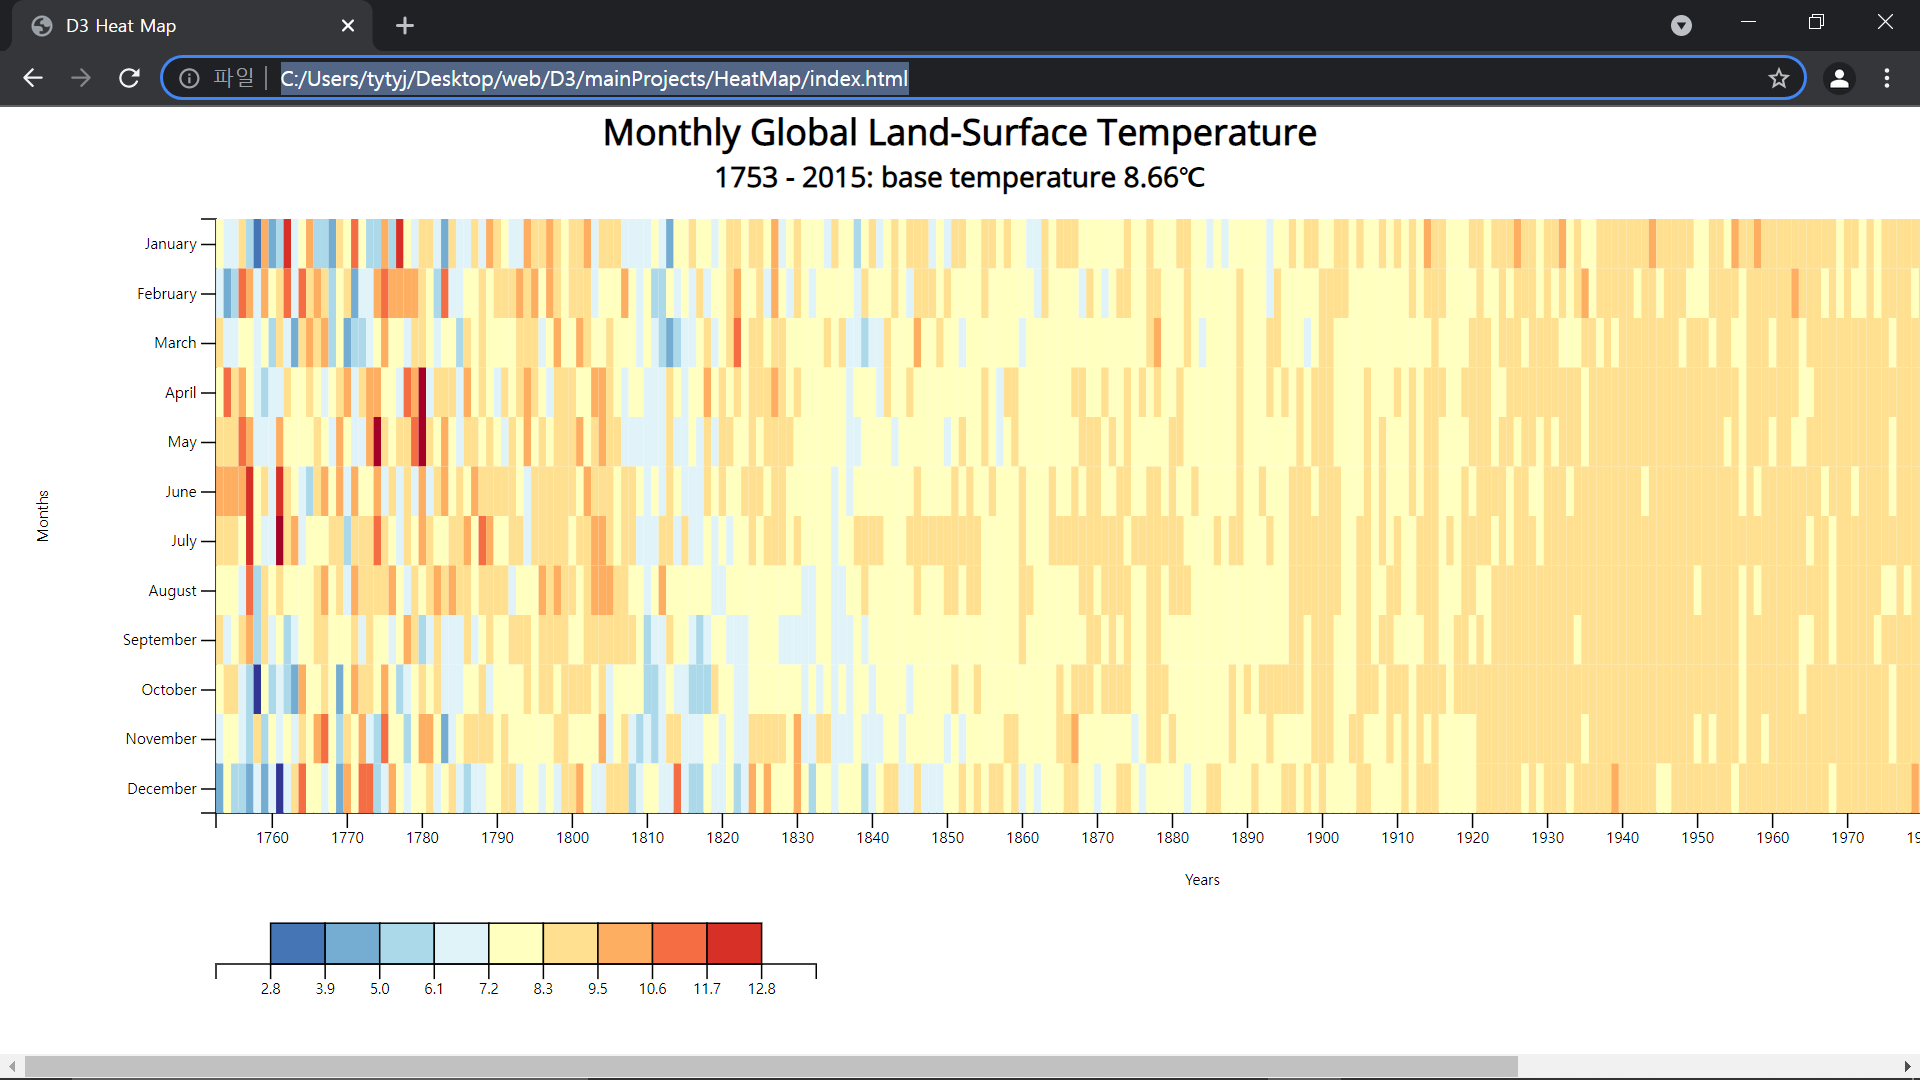 D3 Heat Map
파일 C:/Users/tytyj/Desktop/web/D3/mainProjects/HeatMap/index.html
Monthly Global Land-Surface Temperature
1753 - 2015: base temperature 8.66℃
January
February
March
April
May
June
July
August
September
October
November
December
Months
1760 1770 1780 1790 1800 1810 1820 1830 1840 1850 1860 1870 1880 1890 1900 1910 1920 1930 1940 1950 1960 1970 19
Years
2.8 3.9 5.0 6.1 7.2 8.3 9.5 10.6 11.7 12.8